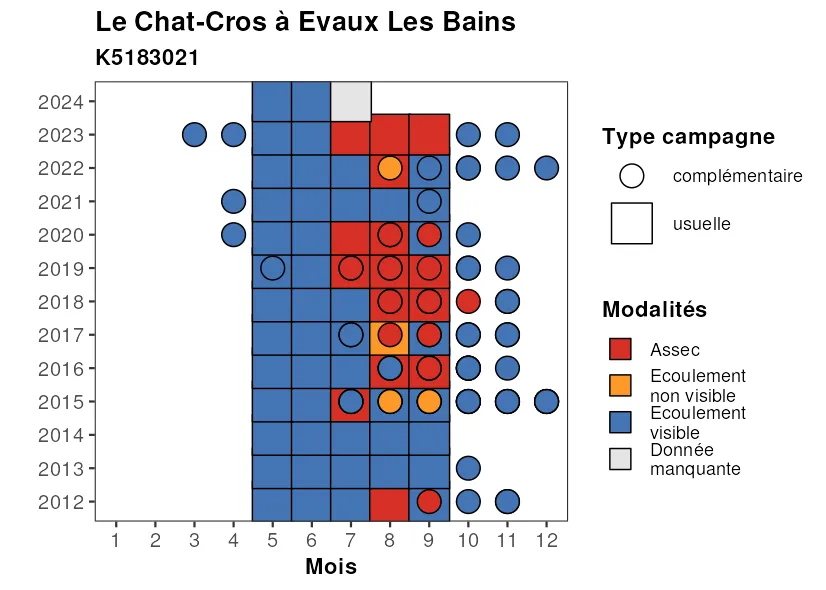 Le Chat-Cros à Evaux Les Bains
K5183021
2024
2023
2022
2021
2020
2019
2018
2017
2016
2015
2014
2013
2012
1 2 3 4 5 6 7 8 9 10 11 12
Mois
Type campagne
complémentaire
usuelle
Modalités
Assec
Ecoulement
non visible
Ecoulement
visible
Donnée
manquante